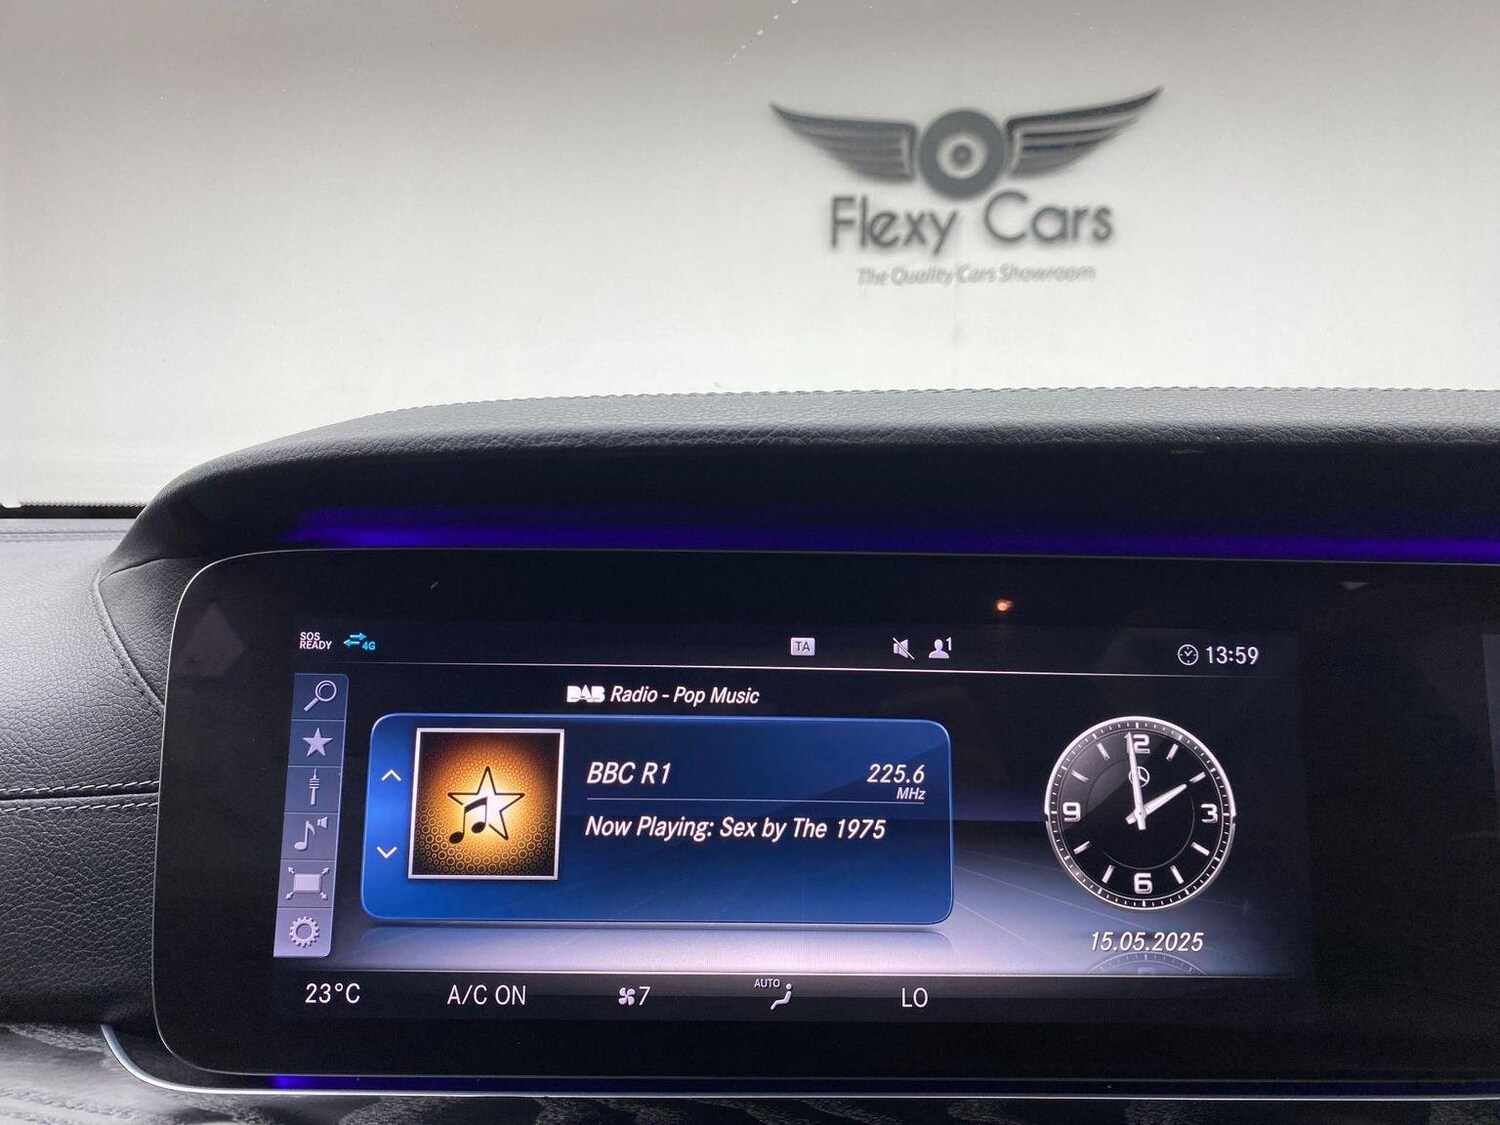 Flexy Cars
The Quality Cars Showroom
SOS
READY
4G
TA
1
13:59
DAB Radio - Pop Music
BBC R1
225.6
MHz
Now Playing: Sex by The 1975
12
9
3
6
15.05.2025
23°C
A/C ON
7
AUTO
LO